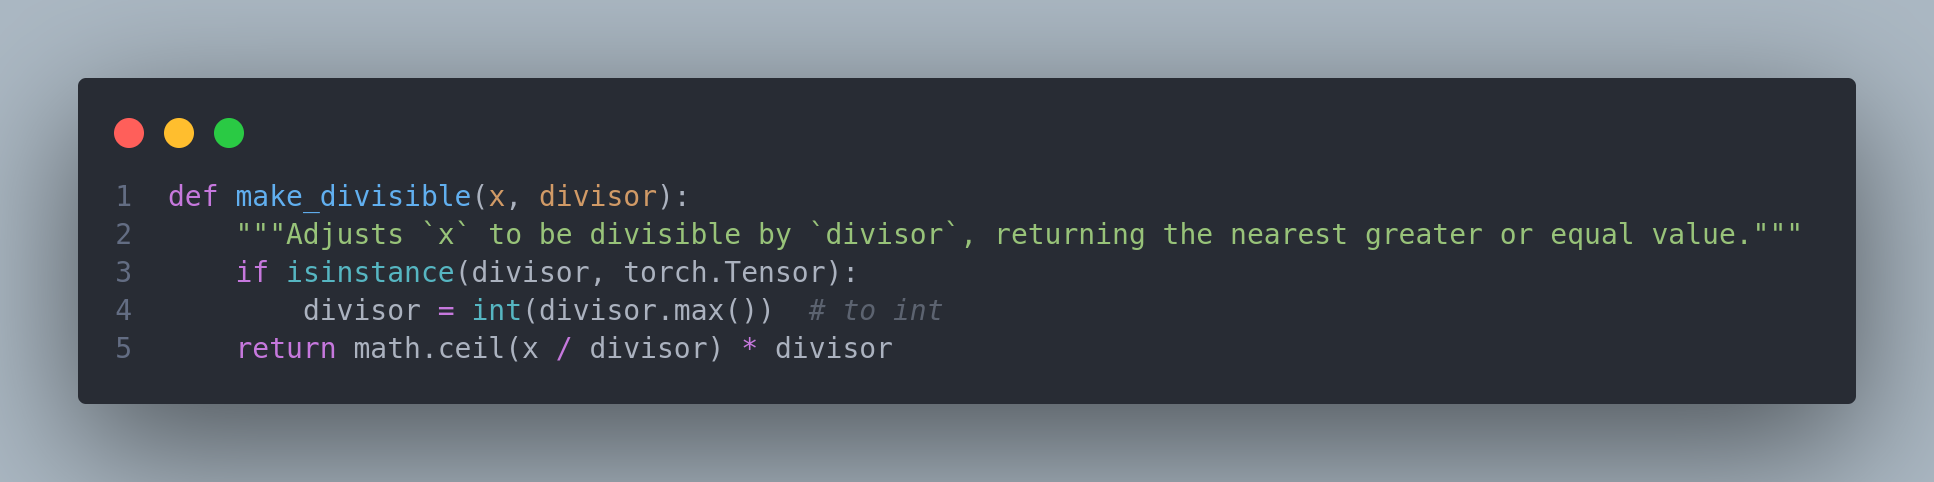 1 def make_divisible(x, divisor):
2     """Adjusts `x` to be divisible by `divisor`, returning the nearest greater or equal value."""
3     if isinstance(divisor, torch.Tensor):
4         divisor = int(divisor.max())  # to int
5     return math.ceil(x / divisor) * divisor